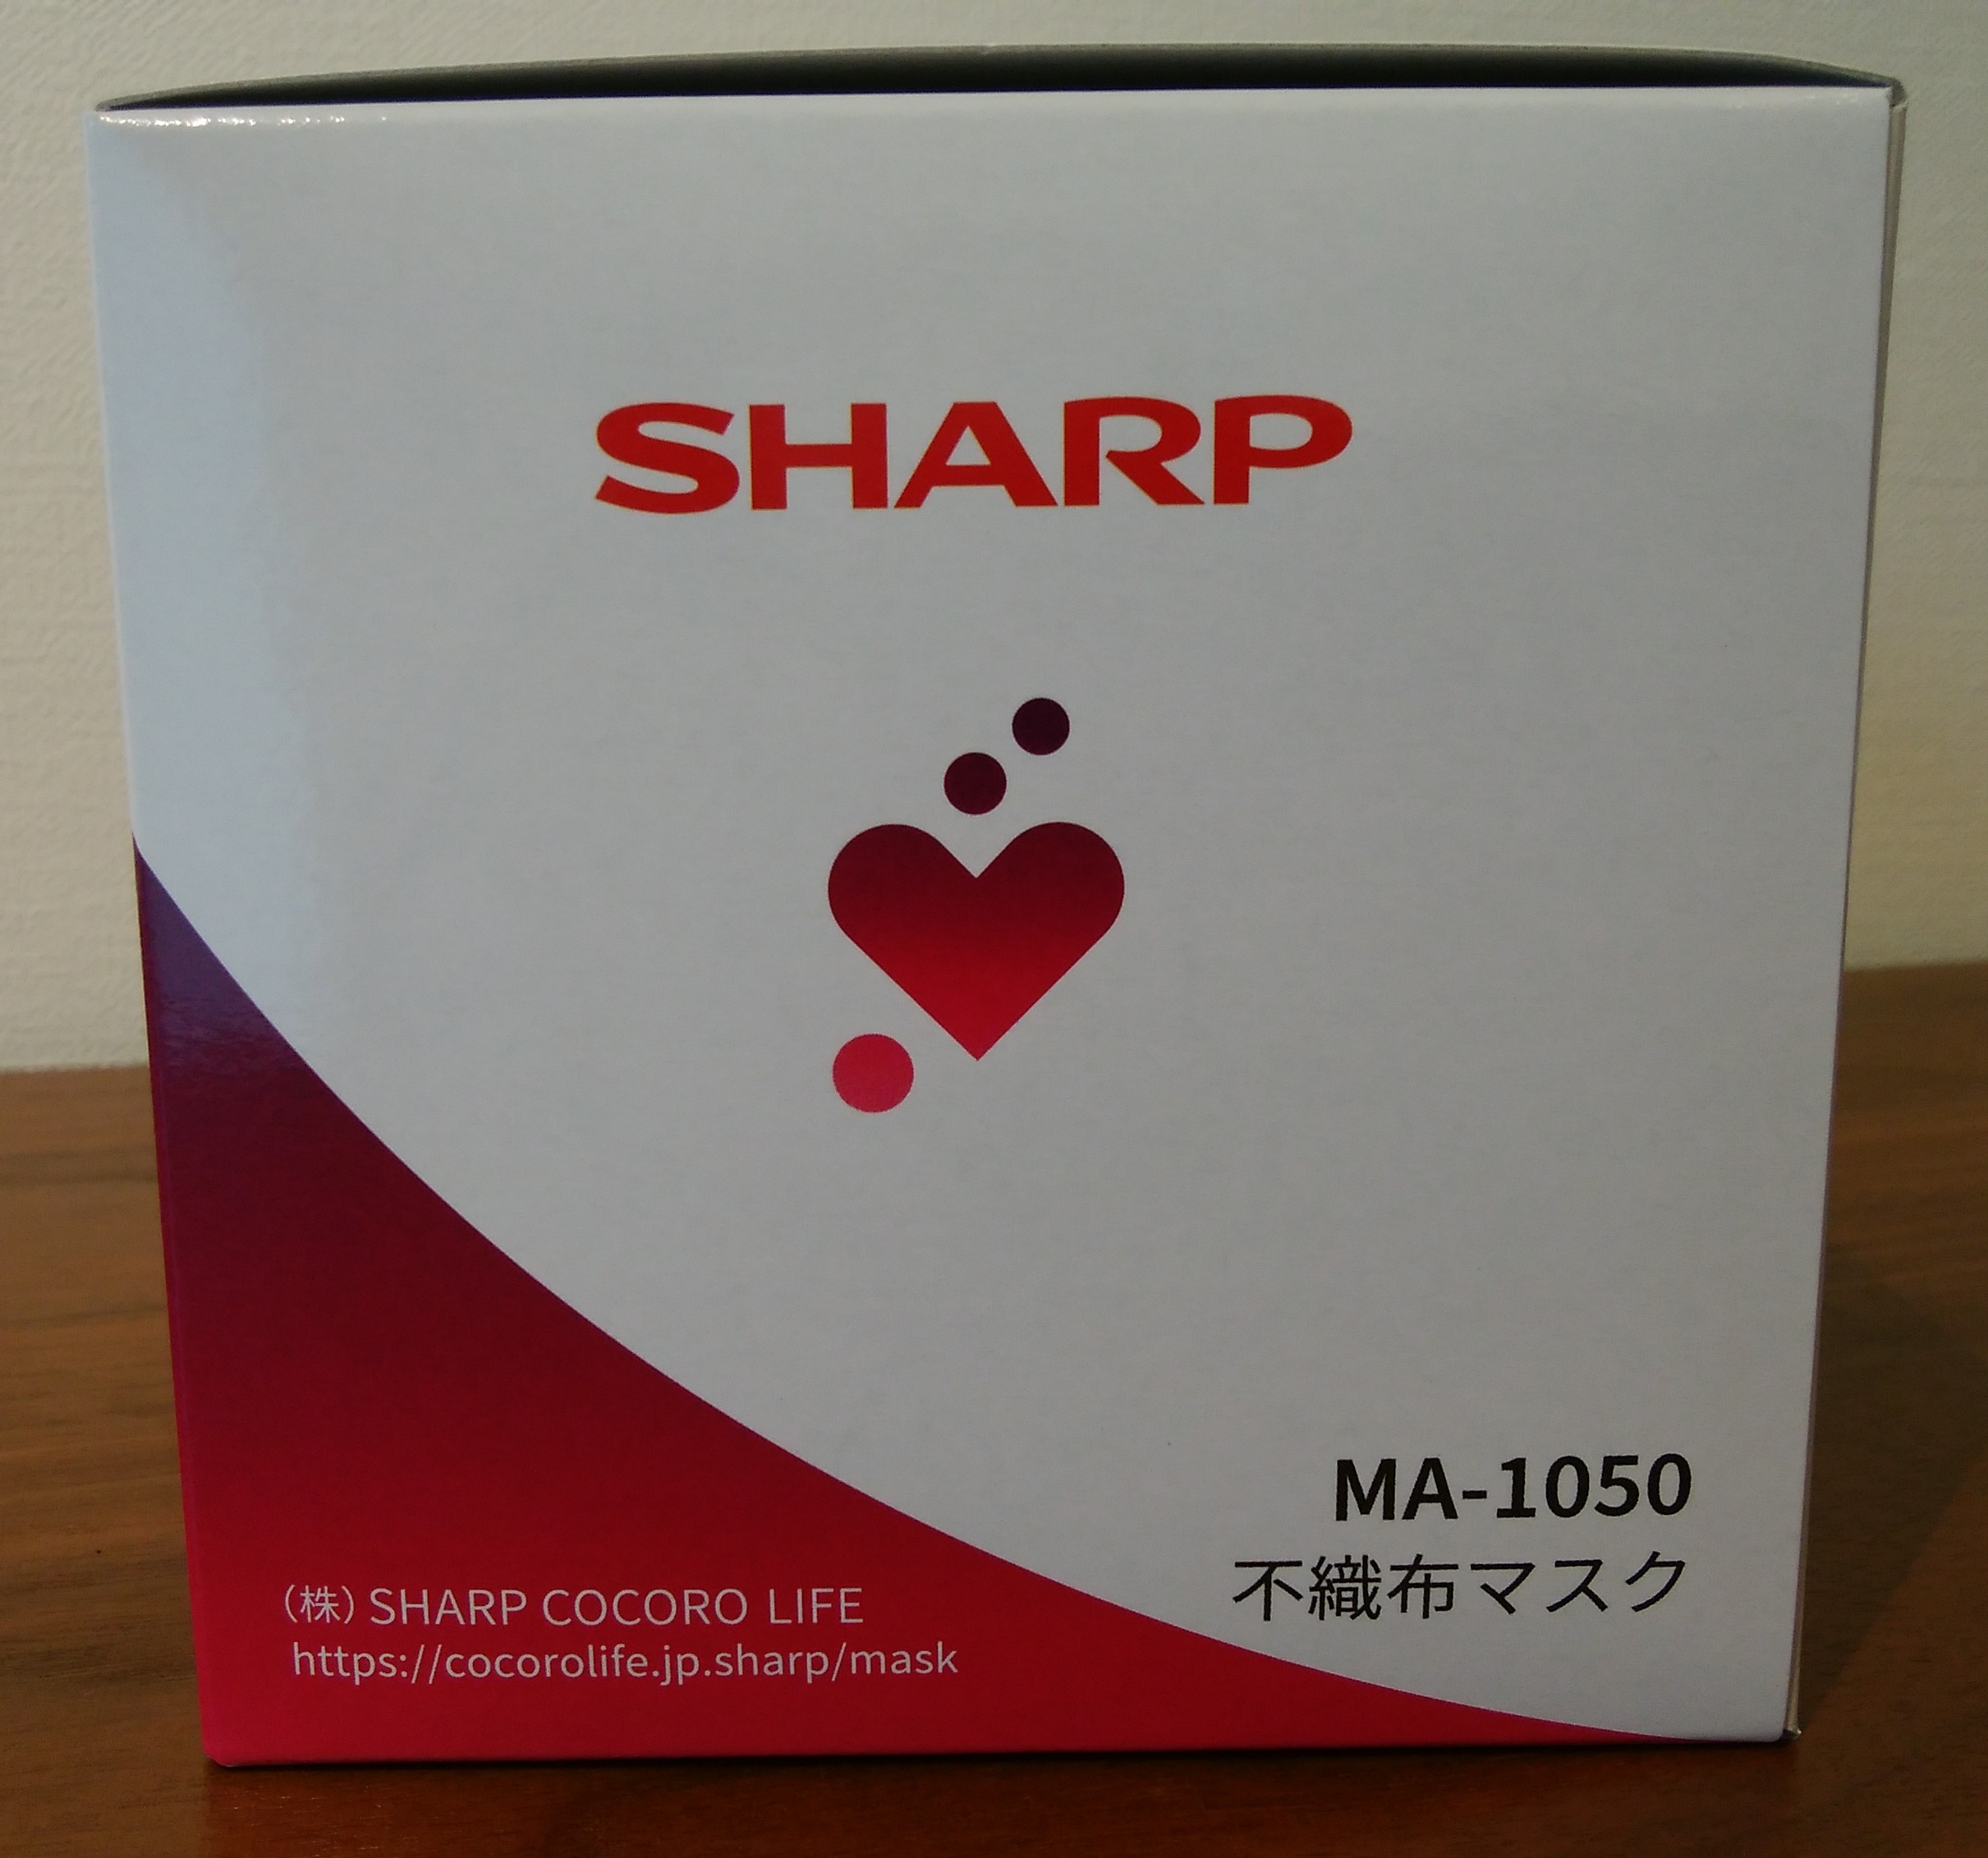 SHARP
MA-1050
不織布マスク
（株）SHARP COCORO LIFE
https://cocorolife.jp.sharp/mask